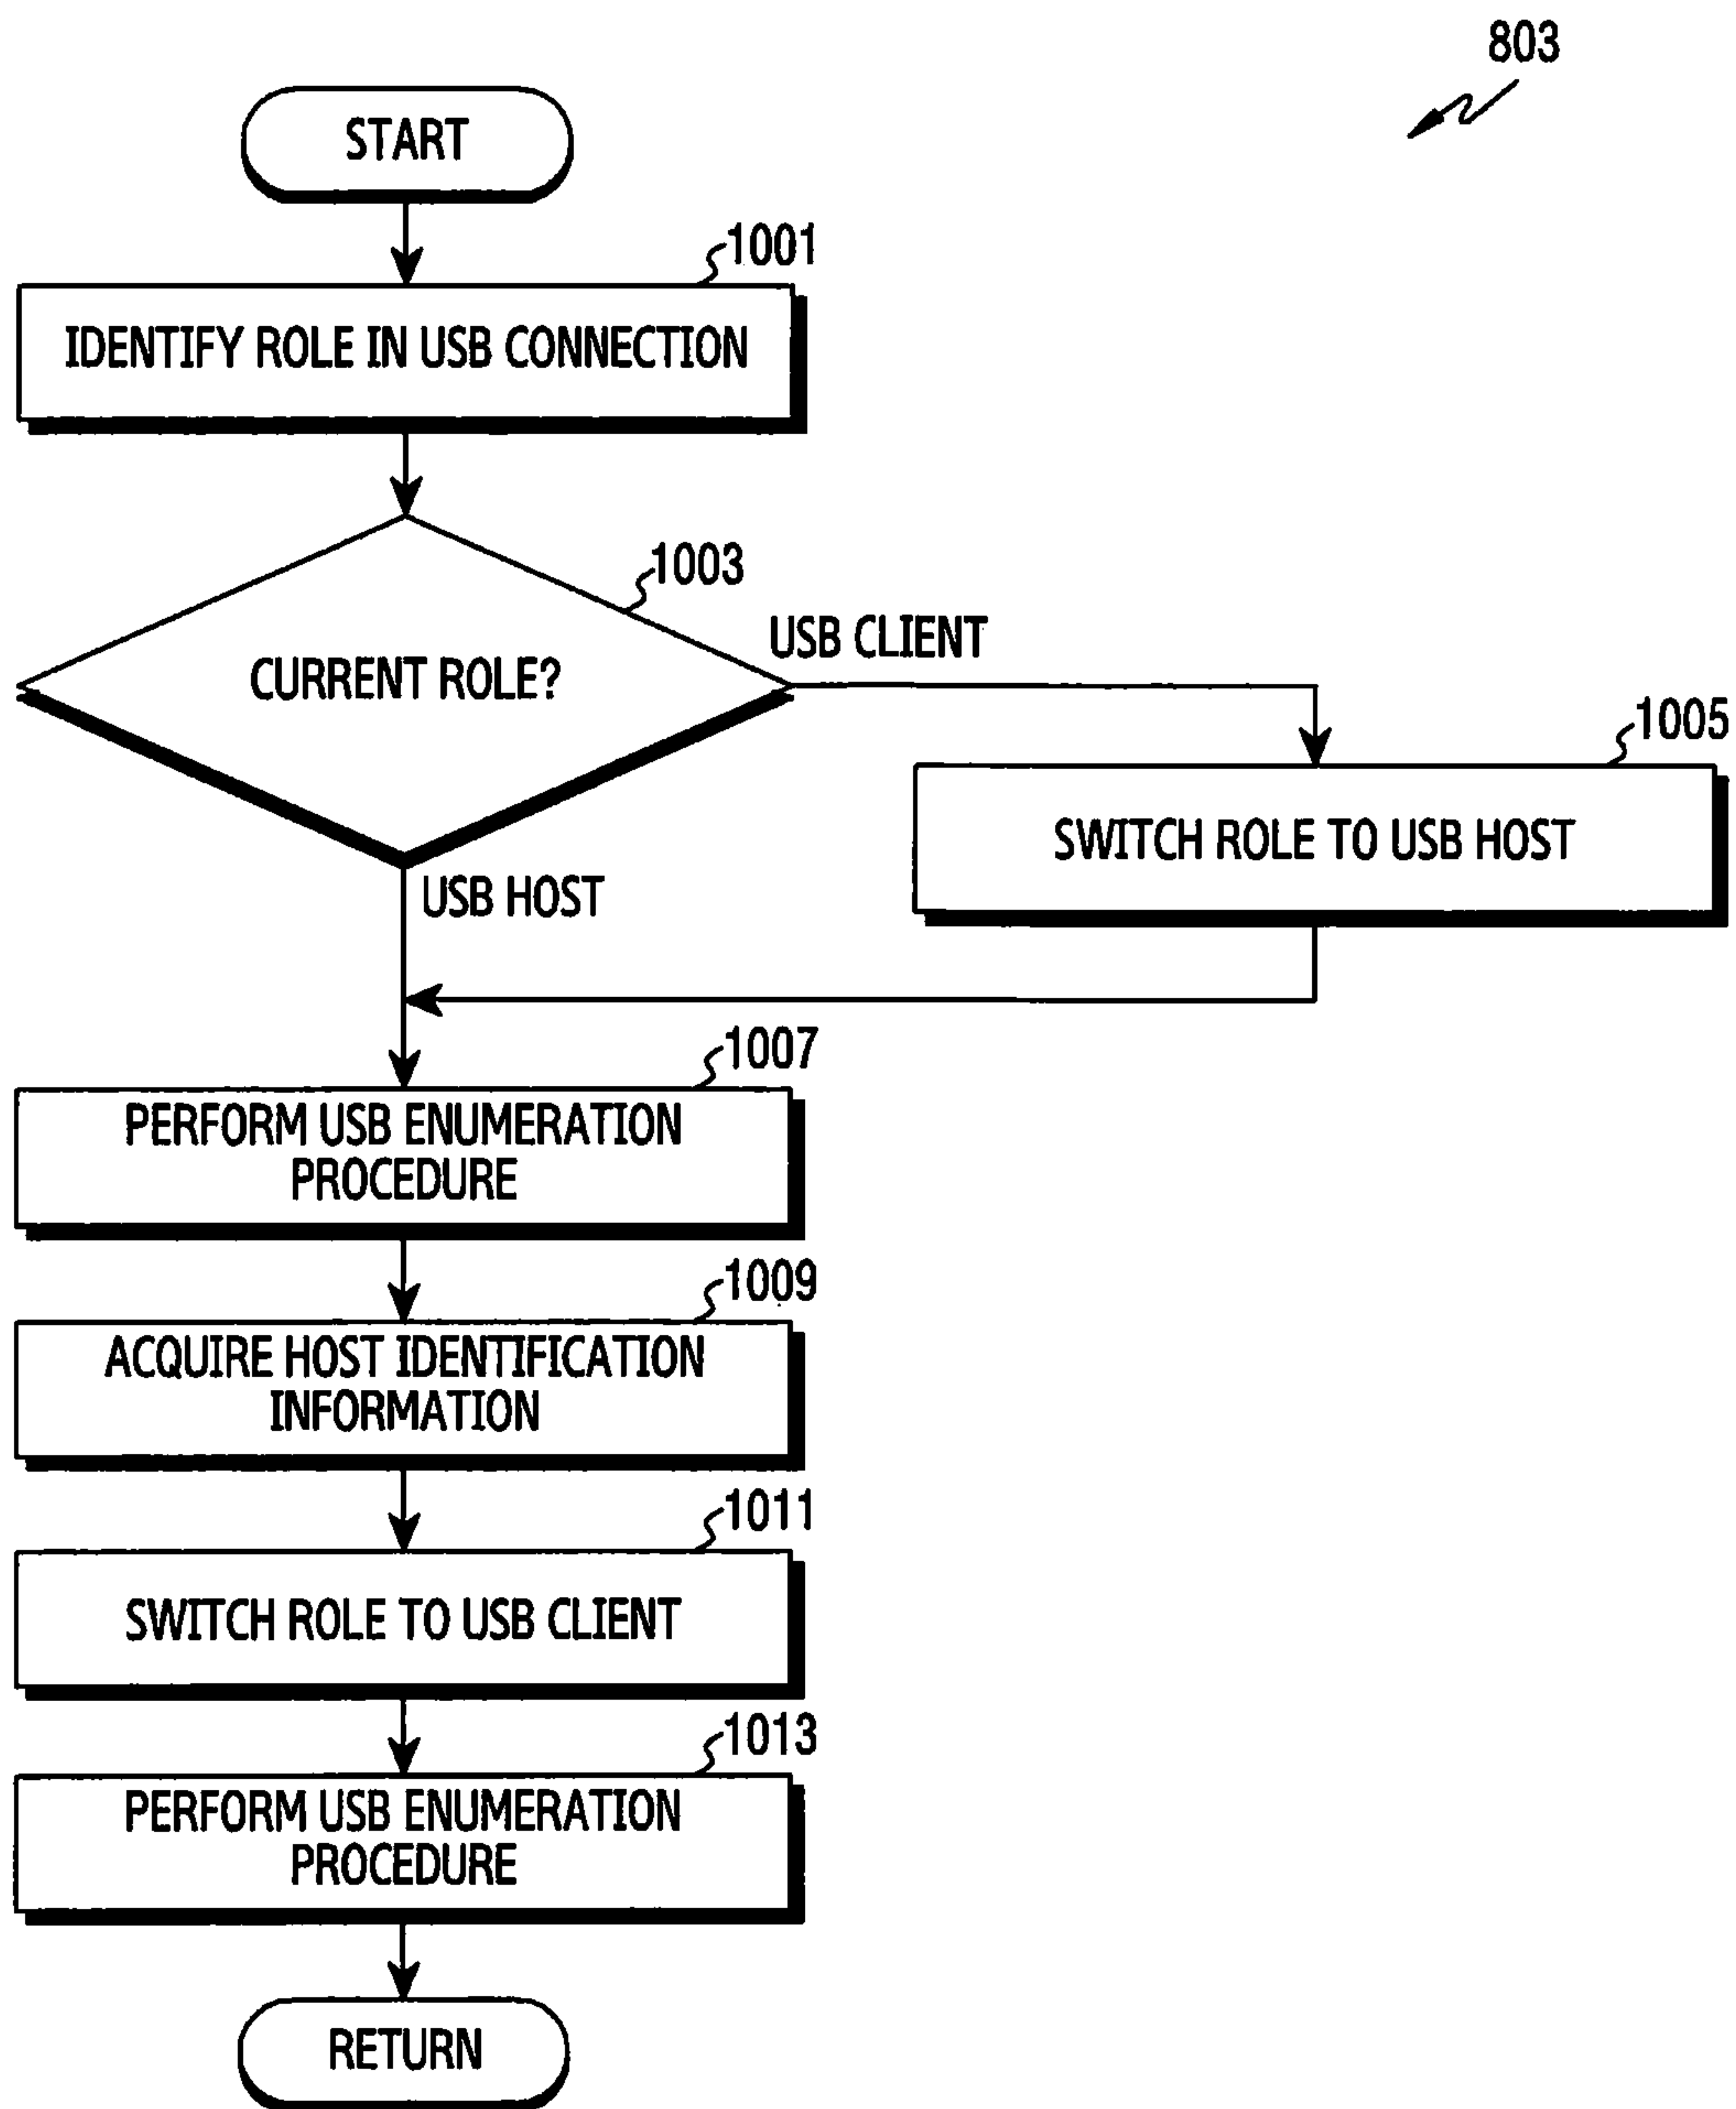 803
START
1001
IDENTIFY ROLE IN USB CONNECTION
1003
CURRENT ROLE?
USB CLIENT
1005
SWITCH ROLE TO USB HOST
USB HOST
1007
PERFORM USB ENUMERATION
PROCEDURE
1009
ACQUIRE HOST IDENTIFICATION
INFORMATION
1011
SWITCH ROLE TO USB CLIENT
1013
PERFORM USB ENUMERATION
PROCEDURE
RETURN